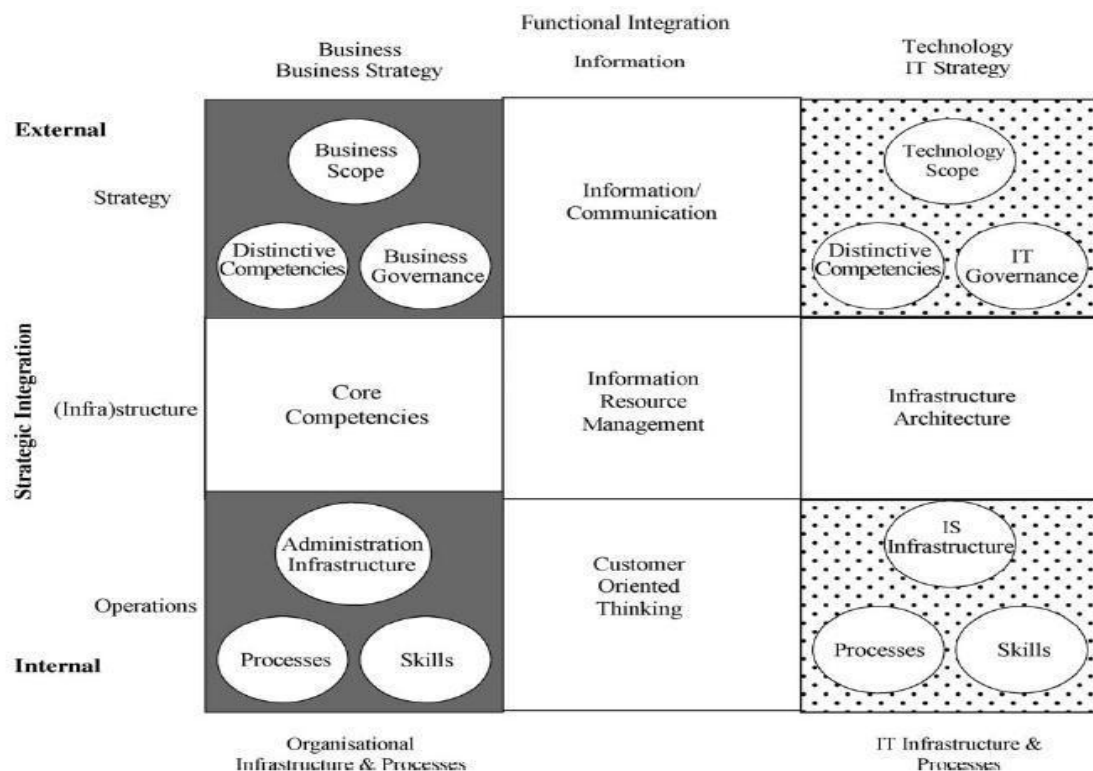 Functional Integration
Business
Business Strategy
Information
Technology
IT Strategy
External
Strategy
Business
Scope
Distinctive
Competencies
Business
Governance
Information/
Communication
Technology
Scope
Distinctive
Competencies
IT
Governance
Strategic Integration
(Infra)structure
Core
Competencies
Information
Resource
Management
Infrastructure
Architecture
Operations
Internal
Administration
Infrastructure
Processes
Skills
Customer
Oriented
Thinking
IS
Infrastructure
Processes
Skills
Organisational
Infrastructure & Processes
IT Infrastructure &
Processes